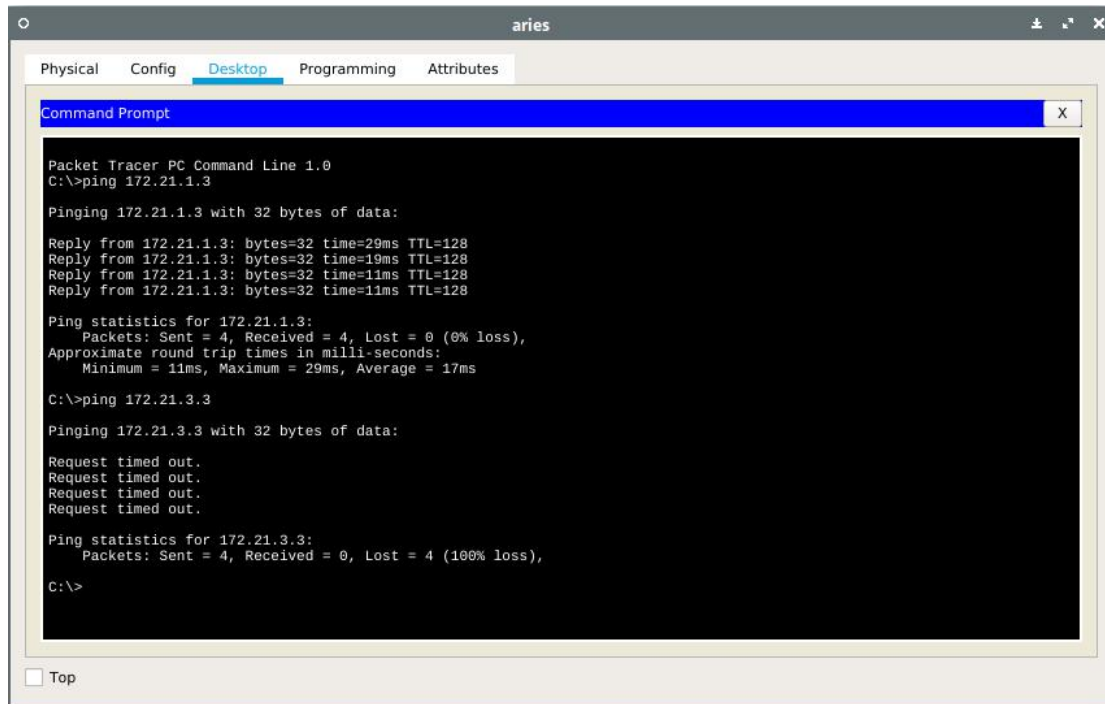 aries
Physical Config Desktop Programming Attributes
Command Prompt X
Packet Tracer PC Command Line 1.0
C:\>ping 172.21.1.3
Pinging 172.21.1.3 with 32 bytes of data:
Reply from 172.21.1.3: bytes=32 time=29ms TTL=128
Reply from 172.21.1.3: bytes=32 time=19ms TTL=128
Reply from 172.21.1.3: bytes=32 time=11ms TTL=128
Reply from 172.21.1.3: bytes=32 time=11ms TTL=128
Ping statistics for 172.21.1.3:
Packets: Sent = 4, Received = 4, Lost = 0 (0% loss),
Approximate round trip times in milli-seconds:
Minimum = 11ms, Maximum = 29ms, Average = 17ms
C:\>ping 172.21.3.3
Pinging 172.21.3.3 with 32 bytes of data:
Request timed out.
Request timed out.
Request timed out.
Request timed out.
Ping statistics for 172.21.3.3:
Packets: Sent = 4, Received = 0, Lost = 4 (100% loss),
C:\>
Top